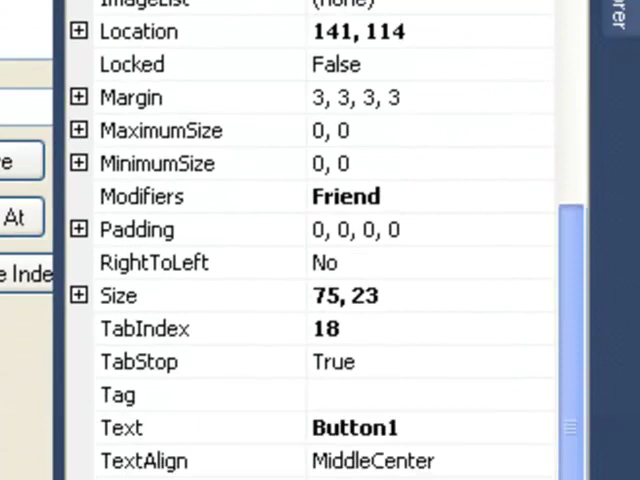 ImageList (none)
Location 141, 114
Locked False
Margin 3, 3, 3, 3
MaximumSize 0, 0
MinimumSize 0, 0
Modifiers Friend
Padding 0, 0, 0, 0
RightToLeft No
Size 75, 23
TabIndex 18
TabStop True
Tag
Text Button1
TextAlign MiddleCenter
e
At
e Inde
rer